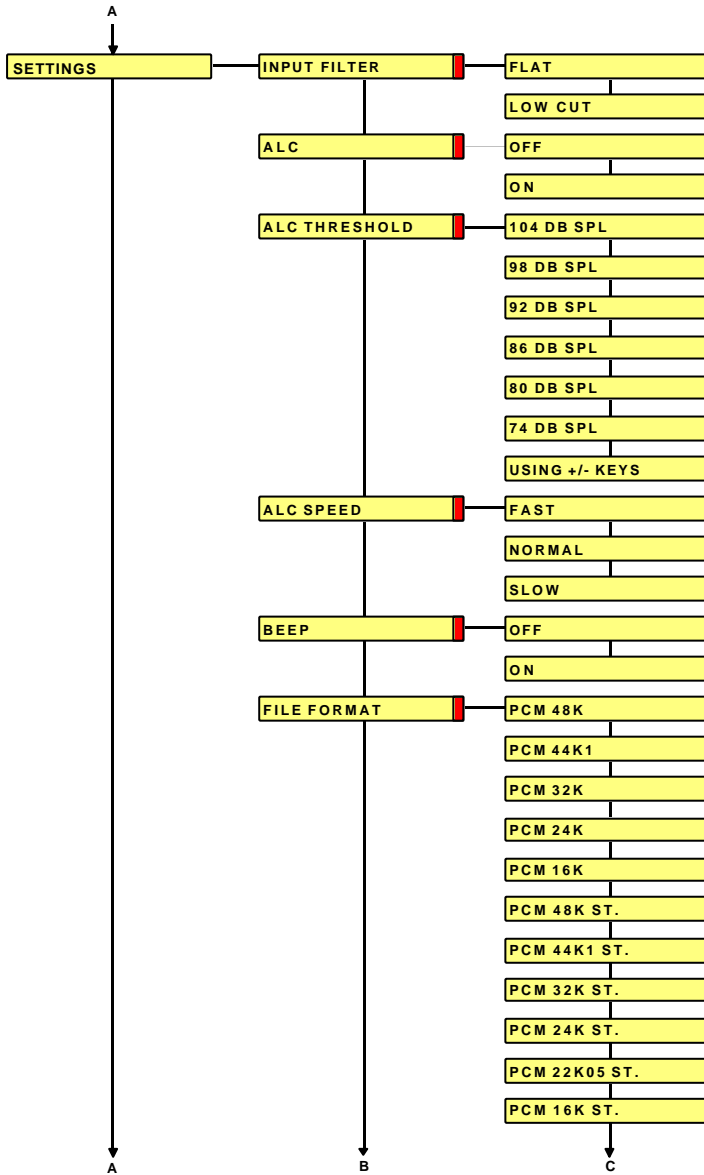 A
SETTINGS
INPUT FILTER
FLAT
LOW CUT
ALC
OFF
ON
ALC THRESHOLD
104 DB SPL
98 DB SPL
92 DB SPL
86 DB SPL
80 DB SPL
74 DB SPL
USING +/- KEYS
ALC SPEED
FAST
NORMAL
SLOW
BEEP
OFF
ON
FILE FORMAT
PCM 48K
PCM 44K1
PCM 32K
PCM 24K
PCM 16K
PCM 48K ST.
PCM 44K1 ST.
PCM 32K ST.
PCM 24K ST.
PCM 22K05 ST.
PCM 16K ST.
A
B
C